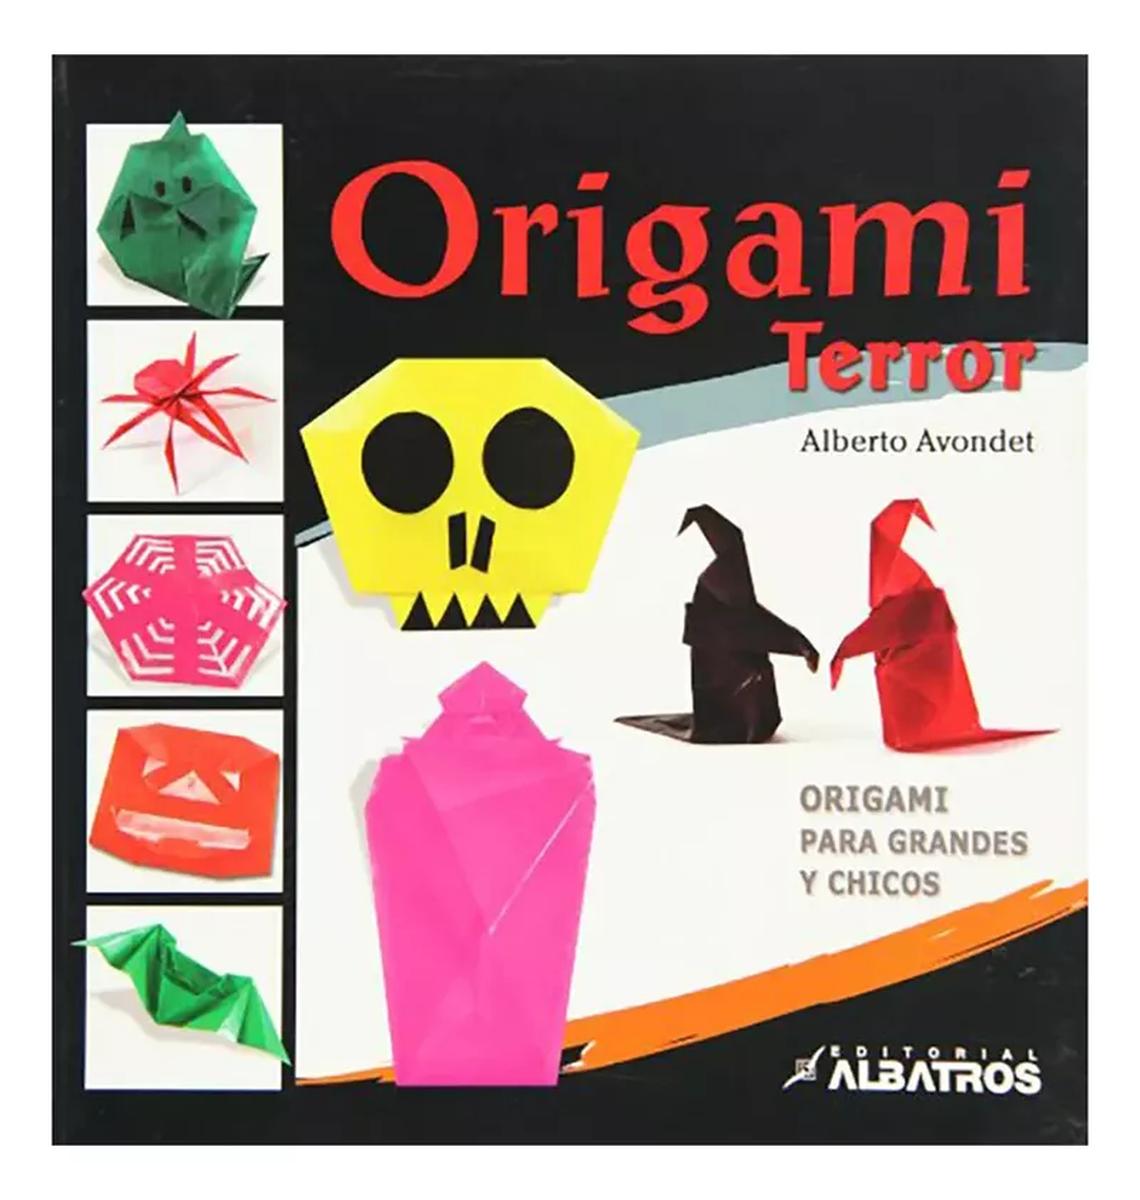 Origami
Terror
Alberto Avondet
ORIGAMI
PARA GRANDES
Y CHICOS
EDITORIAL
ALBATROS